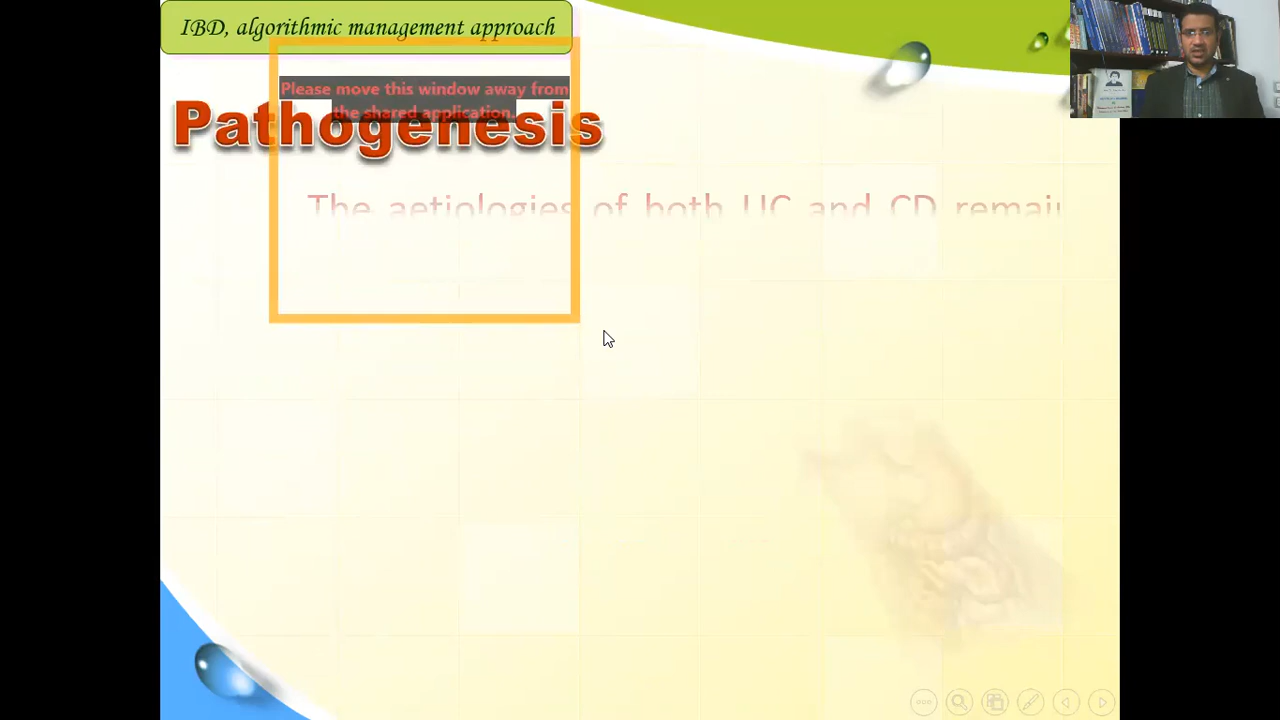 IBD, algorithmic management approach
Please move this window away from
the shared application.
Pathogenesis
The aetiologies of both UC and CD remain